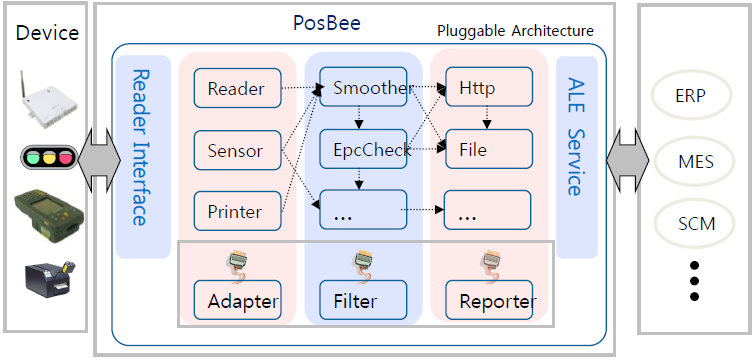 Device
PosBee
Pluggable Architecture
Reader Interface
Reader
Smoother
Http
Sensor
EpcCheck
File
Printer
...
...
Adapter
Filter
Reporter
ALE Service
ERP
MES
SCM